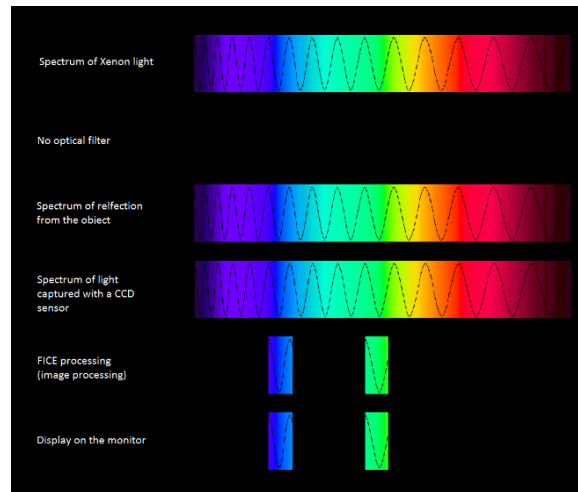 Spectrum of Xenon light
No optical filter
Spectrum of relfection
from the object
Spectrum of light
captured with a CCD
sensor
FICE processing
(image processing)
Display on the monitor